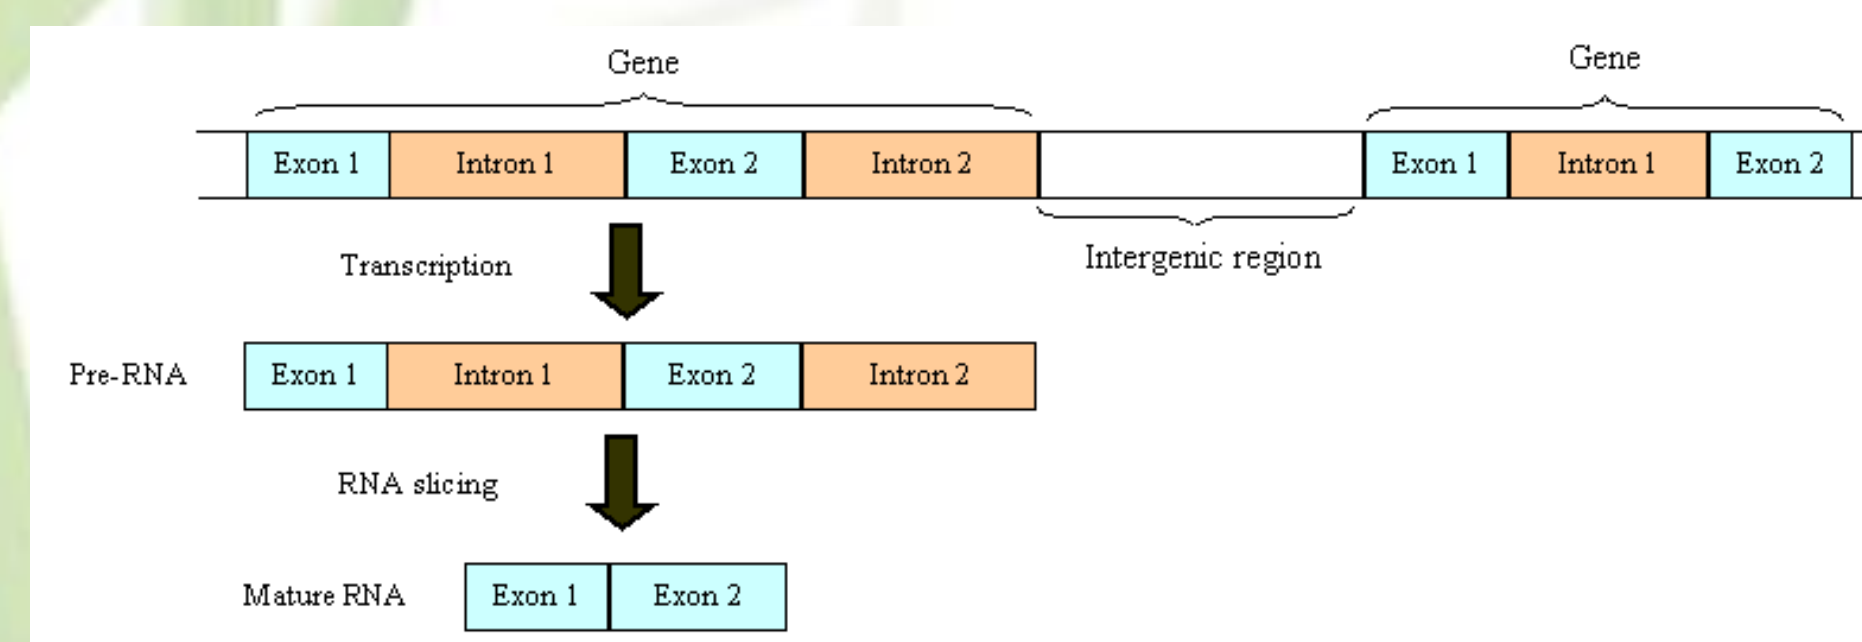 Gene Gene
Exon 1 Intron 1 Exon 2 Intron 2 Exon 1 Intron 1 Exon 2
Transcription Intergenic region
Pre-RNA Exon 1 Intron 1 Exon 2 Intron 2
RNA slicing
Mature RNA Exon 1 Exon 2